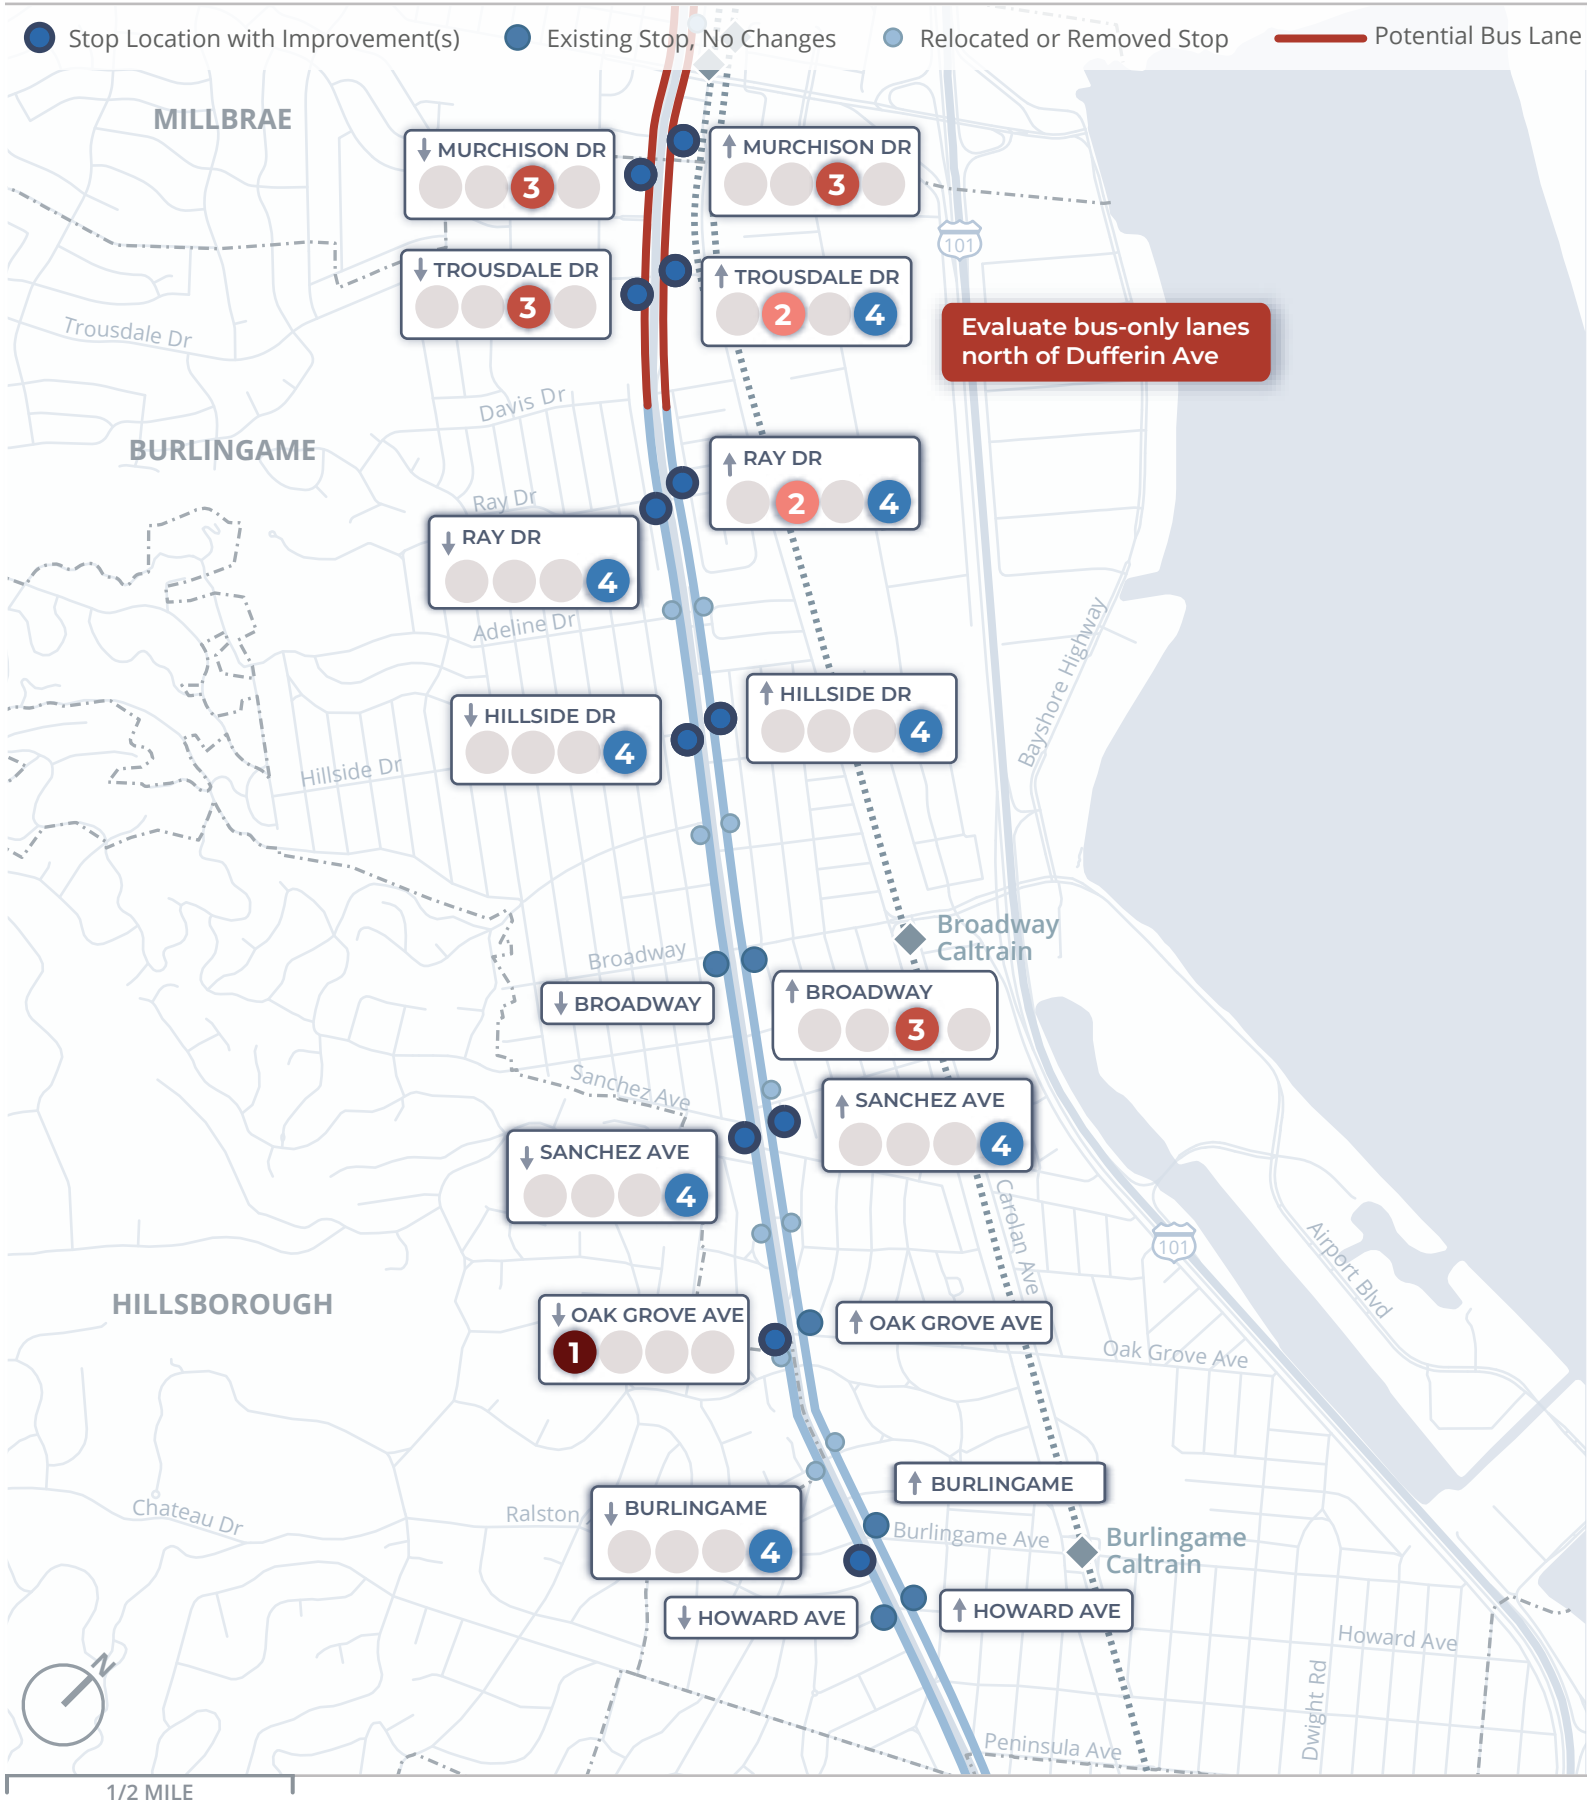 Stop Location with Improvement(s)
Existing Stop, No Changes
Relocated or Removed Stop
Potential Bus Lane
MILLBRAE
MURCHISON DR
3
MURCHISON DR
3
101
TROUSDALE DR
3
TROUSDALE DR
2 4
Trousdale Dr
Evaluate bus-only lanes
north of Dufferin Ave
Davis Dr
BURLINGAME
RAY DR
2 4
Ray Dr
RAY DR
4
Adeline Dr
Bayshore Highway
HILLSIDE DR
4
HILLSIDE DR
4
Hillside Dr
Broadway
Caltrain
Broadway
BROADWAY
BROADWAY
3
Sanchez Ave
SANCHEZ AVE
4
SANCHEZ AVE
4
Carolan Ave
101
Airport Blvd
HILLSBOROUGH
OAK GROVE AVE
1
OAK GROVE AVE
Oak Grove Ave
BURLINGAME
Chateau Dr
Ralston
BURLINGAME
4
Burlingame Ave
Burlingame
Caltrain
HOWARD AVE
HOWARD AVE
Howard Ave
N
Dwight Rd
Peninsula Ave
1/2 MILE